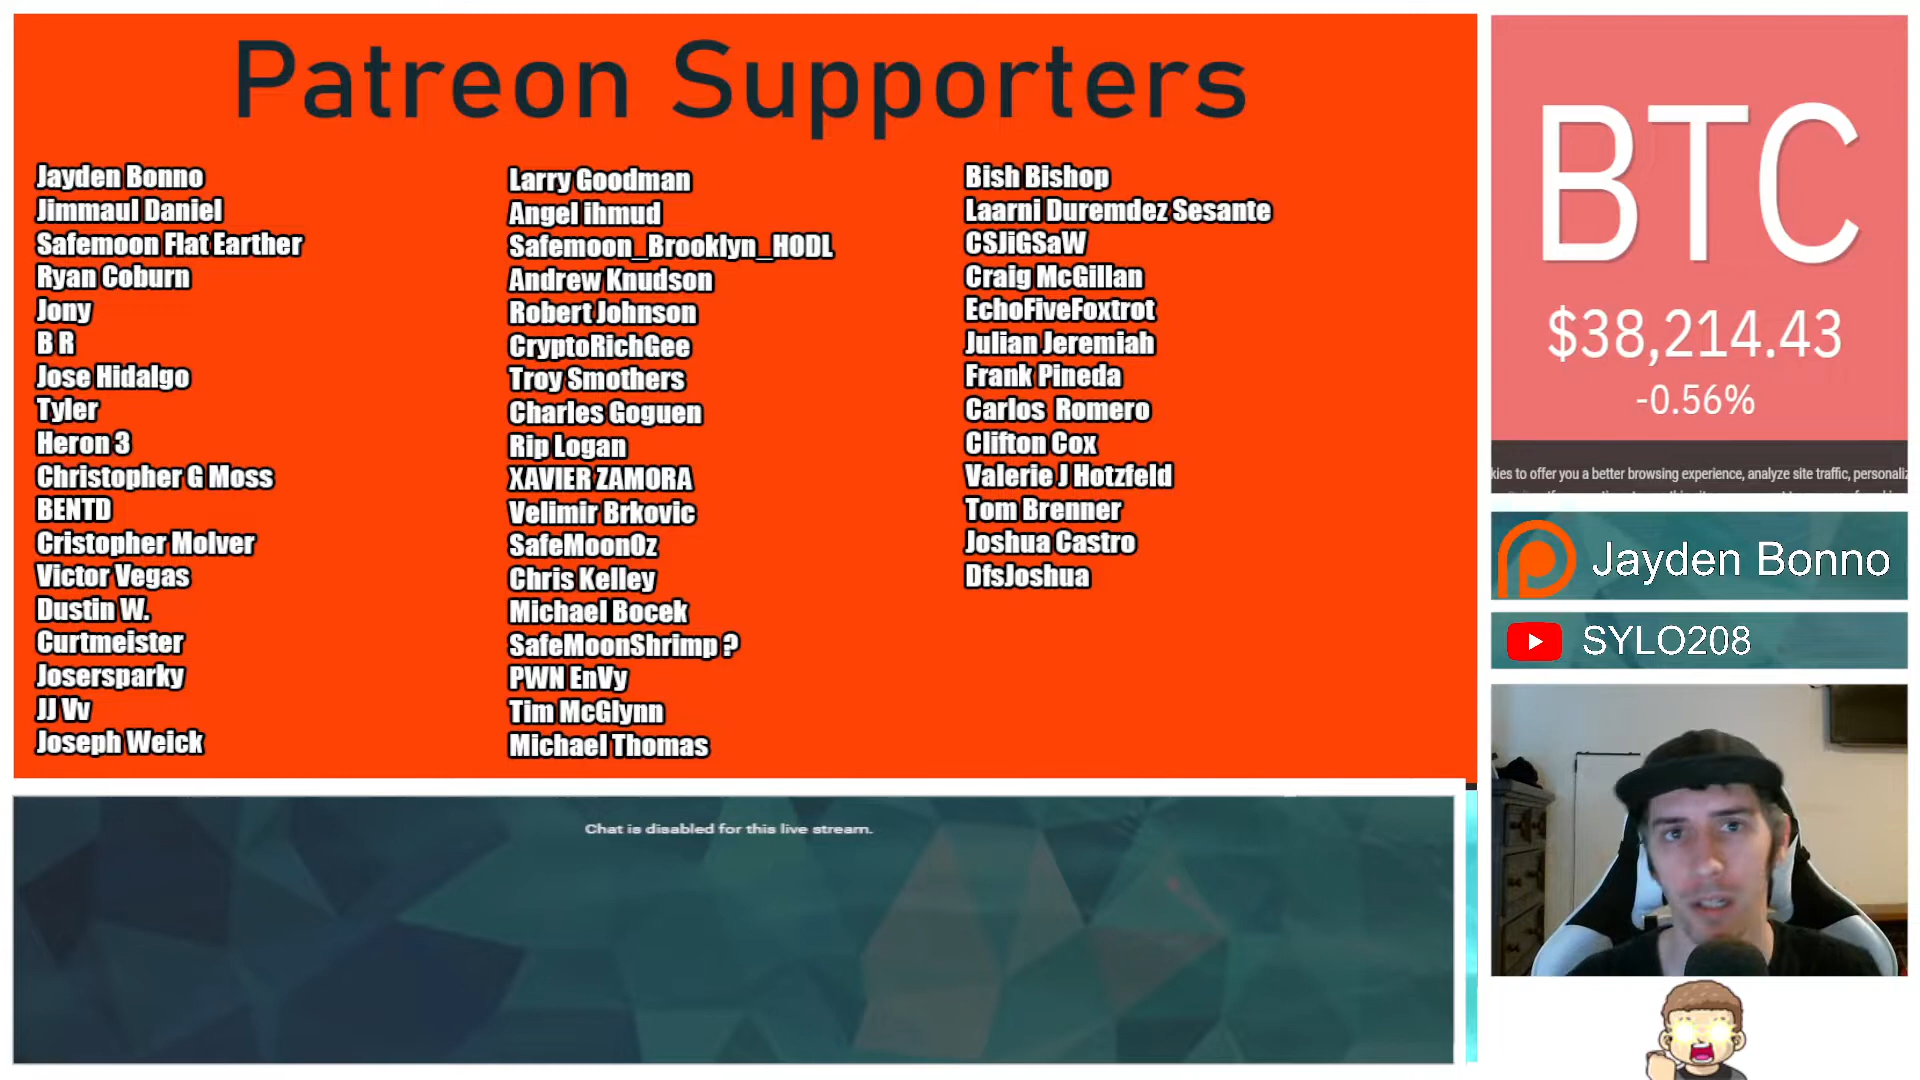 Patreon Supporters
Jayden Bonno
Jimmaul Daniel
Safemoon Flat Earther
Ryan Coburn
Jony
B R
Jose Hidalgo
Tyler
Heron 3
Christopher G Moss
BENTD
Cristopher Molver
Victor Vegas
Dustin W.
Curtmeister
Josersparky
JJ Vv
Joseph Weick
Larry Goodman
Angel ihmud
Safemoon_Brooklyn_HODL
Andrew Knudson
Robert Johnson
CryptoRichGee
Troy Smothers
Charles Goguen
Rip Logan
XAVIER ZAMORA
Velimir Brkovic
SafeMoonOz
Chris Kelley
Michael Bocek
SafeMoonShrimp ?
PWN EnVy
Tim McGlynn
Michael Thomas
Bish Bishop
Laarni Duremdez Sesante
CSJiGSaW
Craig McGillan
EchoFiveFoxtrot
Julian Jeremiah
Frank Pineda
Carlos Romero
Clifton Cox
Valerie J Hotzfeld
Tom Brenner
Joshua Castro
DfsJoshua
BTC
$38,214.43
-0.56%
kies to offer you a better browsing experience, analyze site traffic, personaliz
Jayden Bonno
SYLO208
Chat is disabled for this live stream.